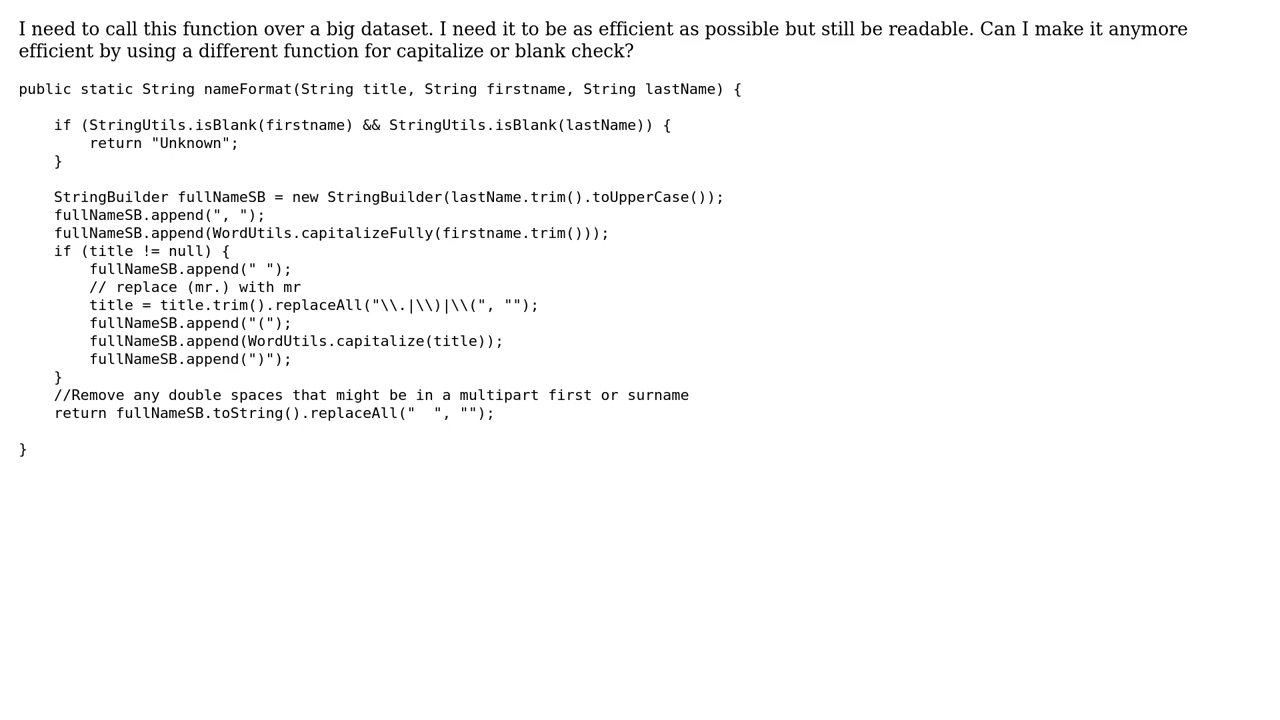 I need to call this function over a big dataset. I need it to be as efficient as possible but still be readable. Can I make it anymore
efficient by using a different function for capitalize or blank check?
public static String nameFormat(String title, String firstname, String lastName) {
    if (StringUtils.isBlank(firstname) && StringUtils.isBlank(lastName)) {
        return "Unknown";
    }
    StringBuilder fullNameSB = new StringBuilder(lastName.trim().toUpperCase());
    fullNameSB.append(", ");
    fullNameSB.append(WordUtils.capitalizeFully(firstname.trim()));
    if (title != null) {
        fullNameSB.append(" ");
        // replace (mr.) with mr
        title = title.trim().replaceAll("\\.|\\)|\\(", "");
        fullNameSB.append("(");
        fullNameSB.append(WordUtils.capitalize(title));
        fullNameSB.append(")");
    }
    //Remove any double spaces that might be in a multipart first or surname
    return fullNameSB.toString().replaceAll("  ", "");
}